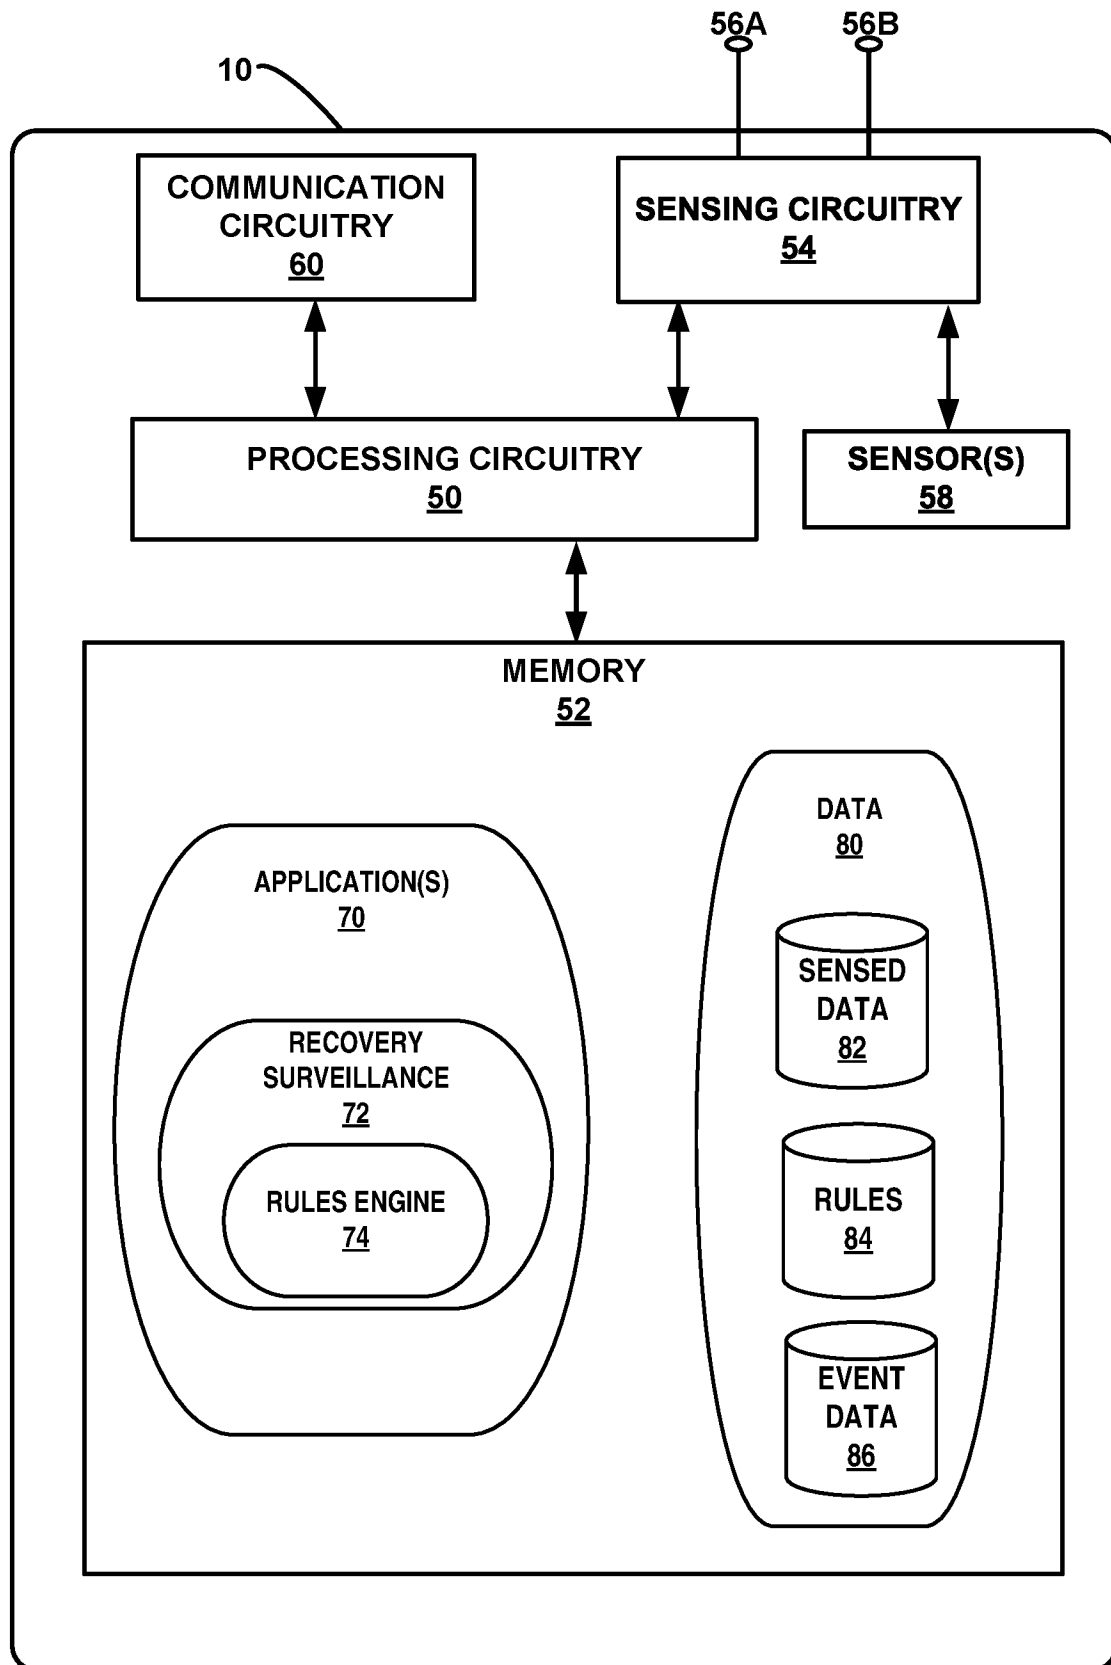 56A
56B
10
COMMUNICATION
CIRCUITRY
60
SENSING CIRCUITRY
54
PROCESSING CIRCUITRY
50
SENSOR(S)
58
MEMORY
52
APPLICATION(S)
70
RECOVERY
SURVEILLANCE
72
RULES ENGINE
74
DATA
80
SENSED
DATA
82
RULES
84
EVENT
DATA
86